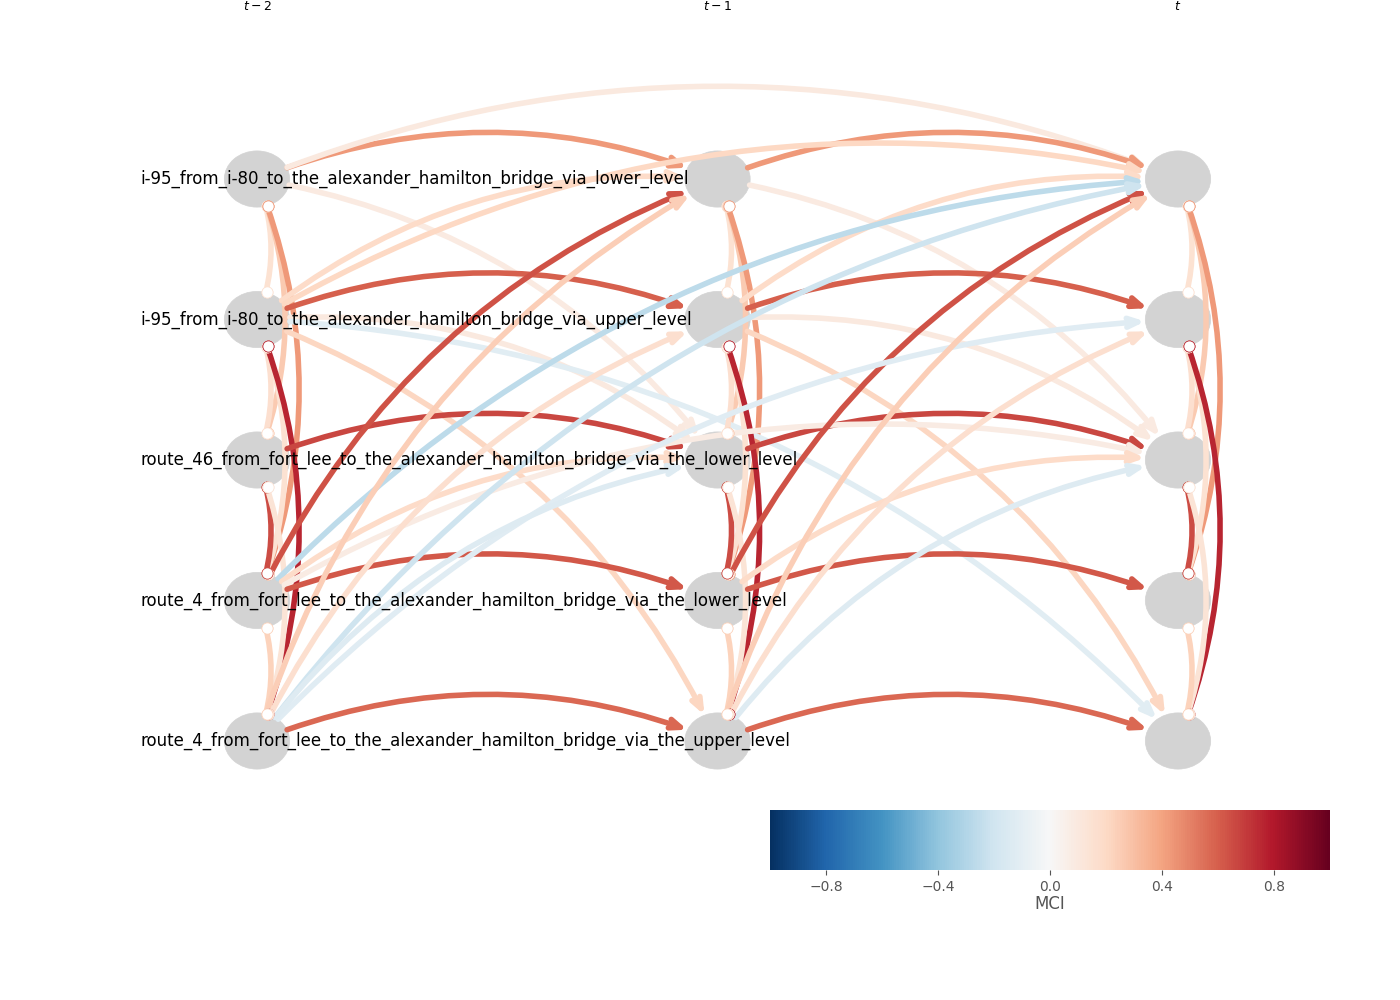 t − 2 t − 1 t
i-95_from_i-80_to_the_alexander_hamilton_bridge_via_lower_level
i-95_from_i-80_to_the_alexander_hamilton_bridge_via_upper_level
route_46_from_fort_lee_to_the_alexander_hamilton_bridge_via_the_lower_level
route_4_from_fort_lee_to_the_alexander_hamilton_bridge_via_the_lower_level
route_4_from_fort_lee_to_the_alexander_hamilton_bridge_via_the_upper_level
−0.8 −0.4 0.0 0.4 0.8
MCI